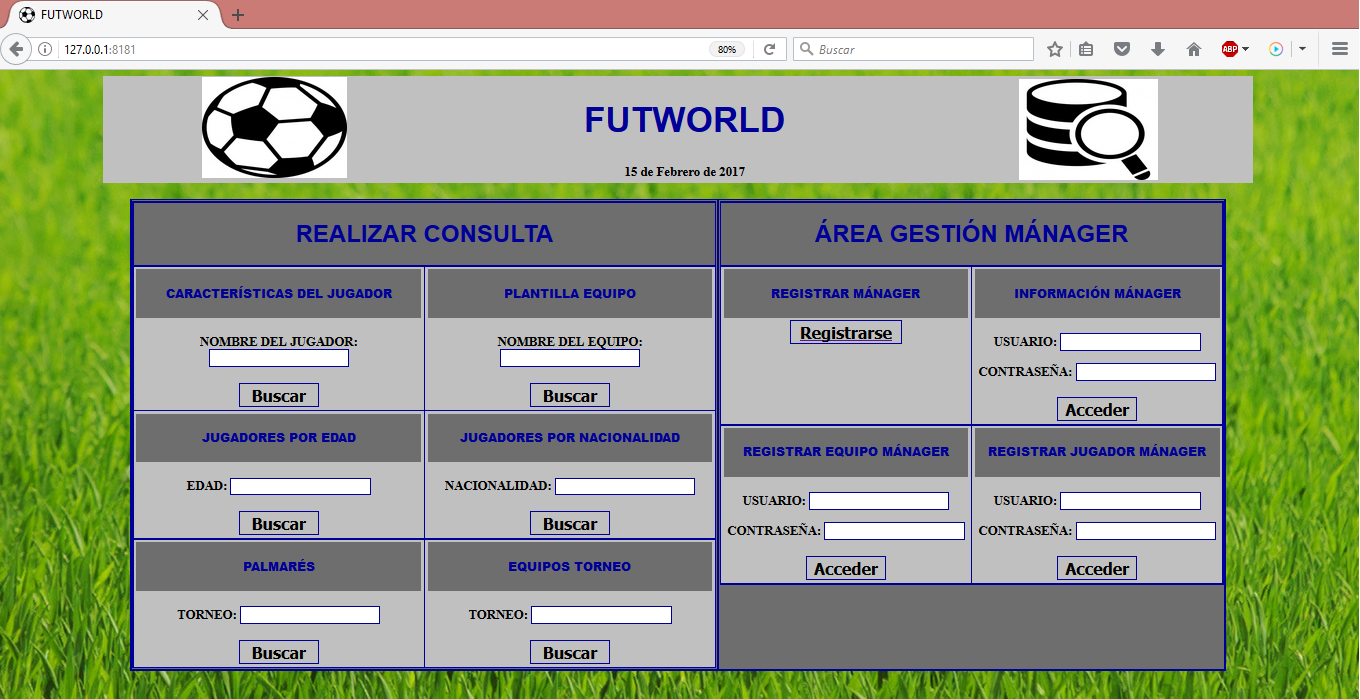 FUTWORLD
127.0.0.1:8181
80%
Buscar
ABP
FUTWORLD
15 de Febrero de 2017
REALIZAR CONSULTA
CARACTERÍSTICAS DEL JUGADOR
NOMBRE DEL JUGADOR:
Buscar
PLANTILLA EQUIPO
NOMBRE DEL EQUIPO:
Buscar
JUGADORES POR EDAD
EDAD:
Buscar
JUGADORES POR NACIONALIDAD
NACIONALIDAD:
Buscar
PALMARÉS
TORNEO:
Buscar
EQUIPOS TORNEO
TORNEO:
Buscar
ÁREA GESTIÓN MÁNAGER
REGISTRAR MÁNAGER
Registrarse
INFORMACIÓN MÁNAGER
USUARIO:
CONTRASEÑA:
Acceder
REGISTRAR EQUIPO MÁNAGER
USUARIO:
CONTRASEÑA:
Acceder
REGISTRAR JUGADOR MÁNAGER
USUARIO:
CONTRASEÑA:
Acceder